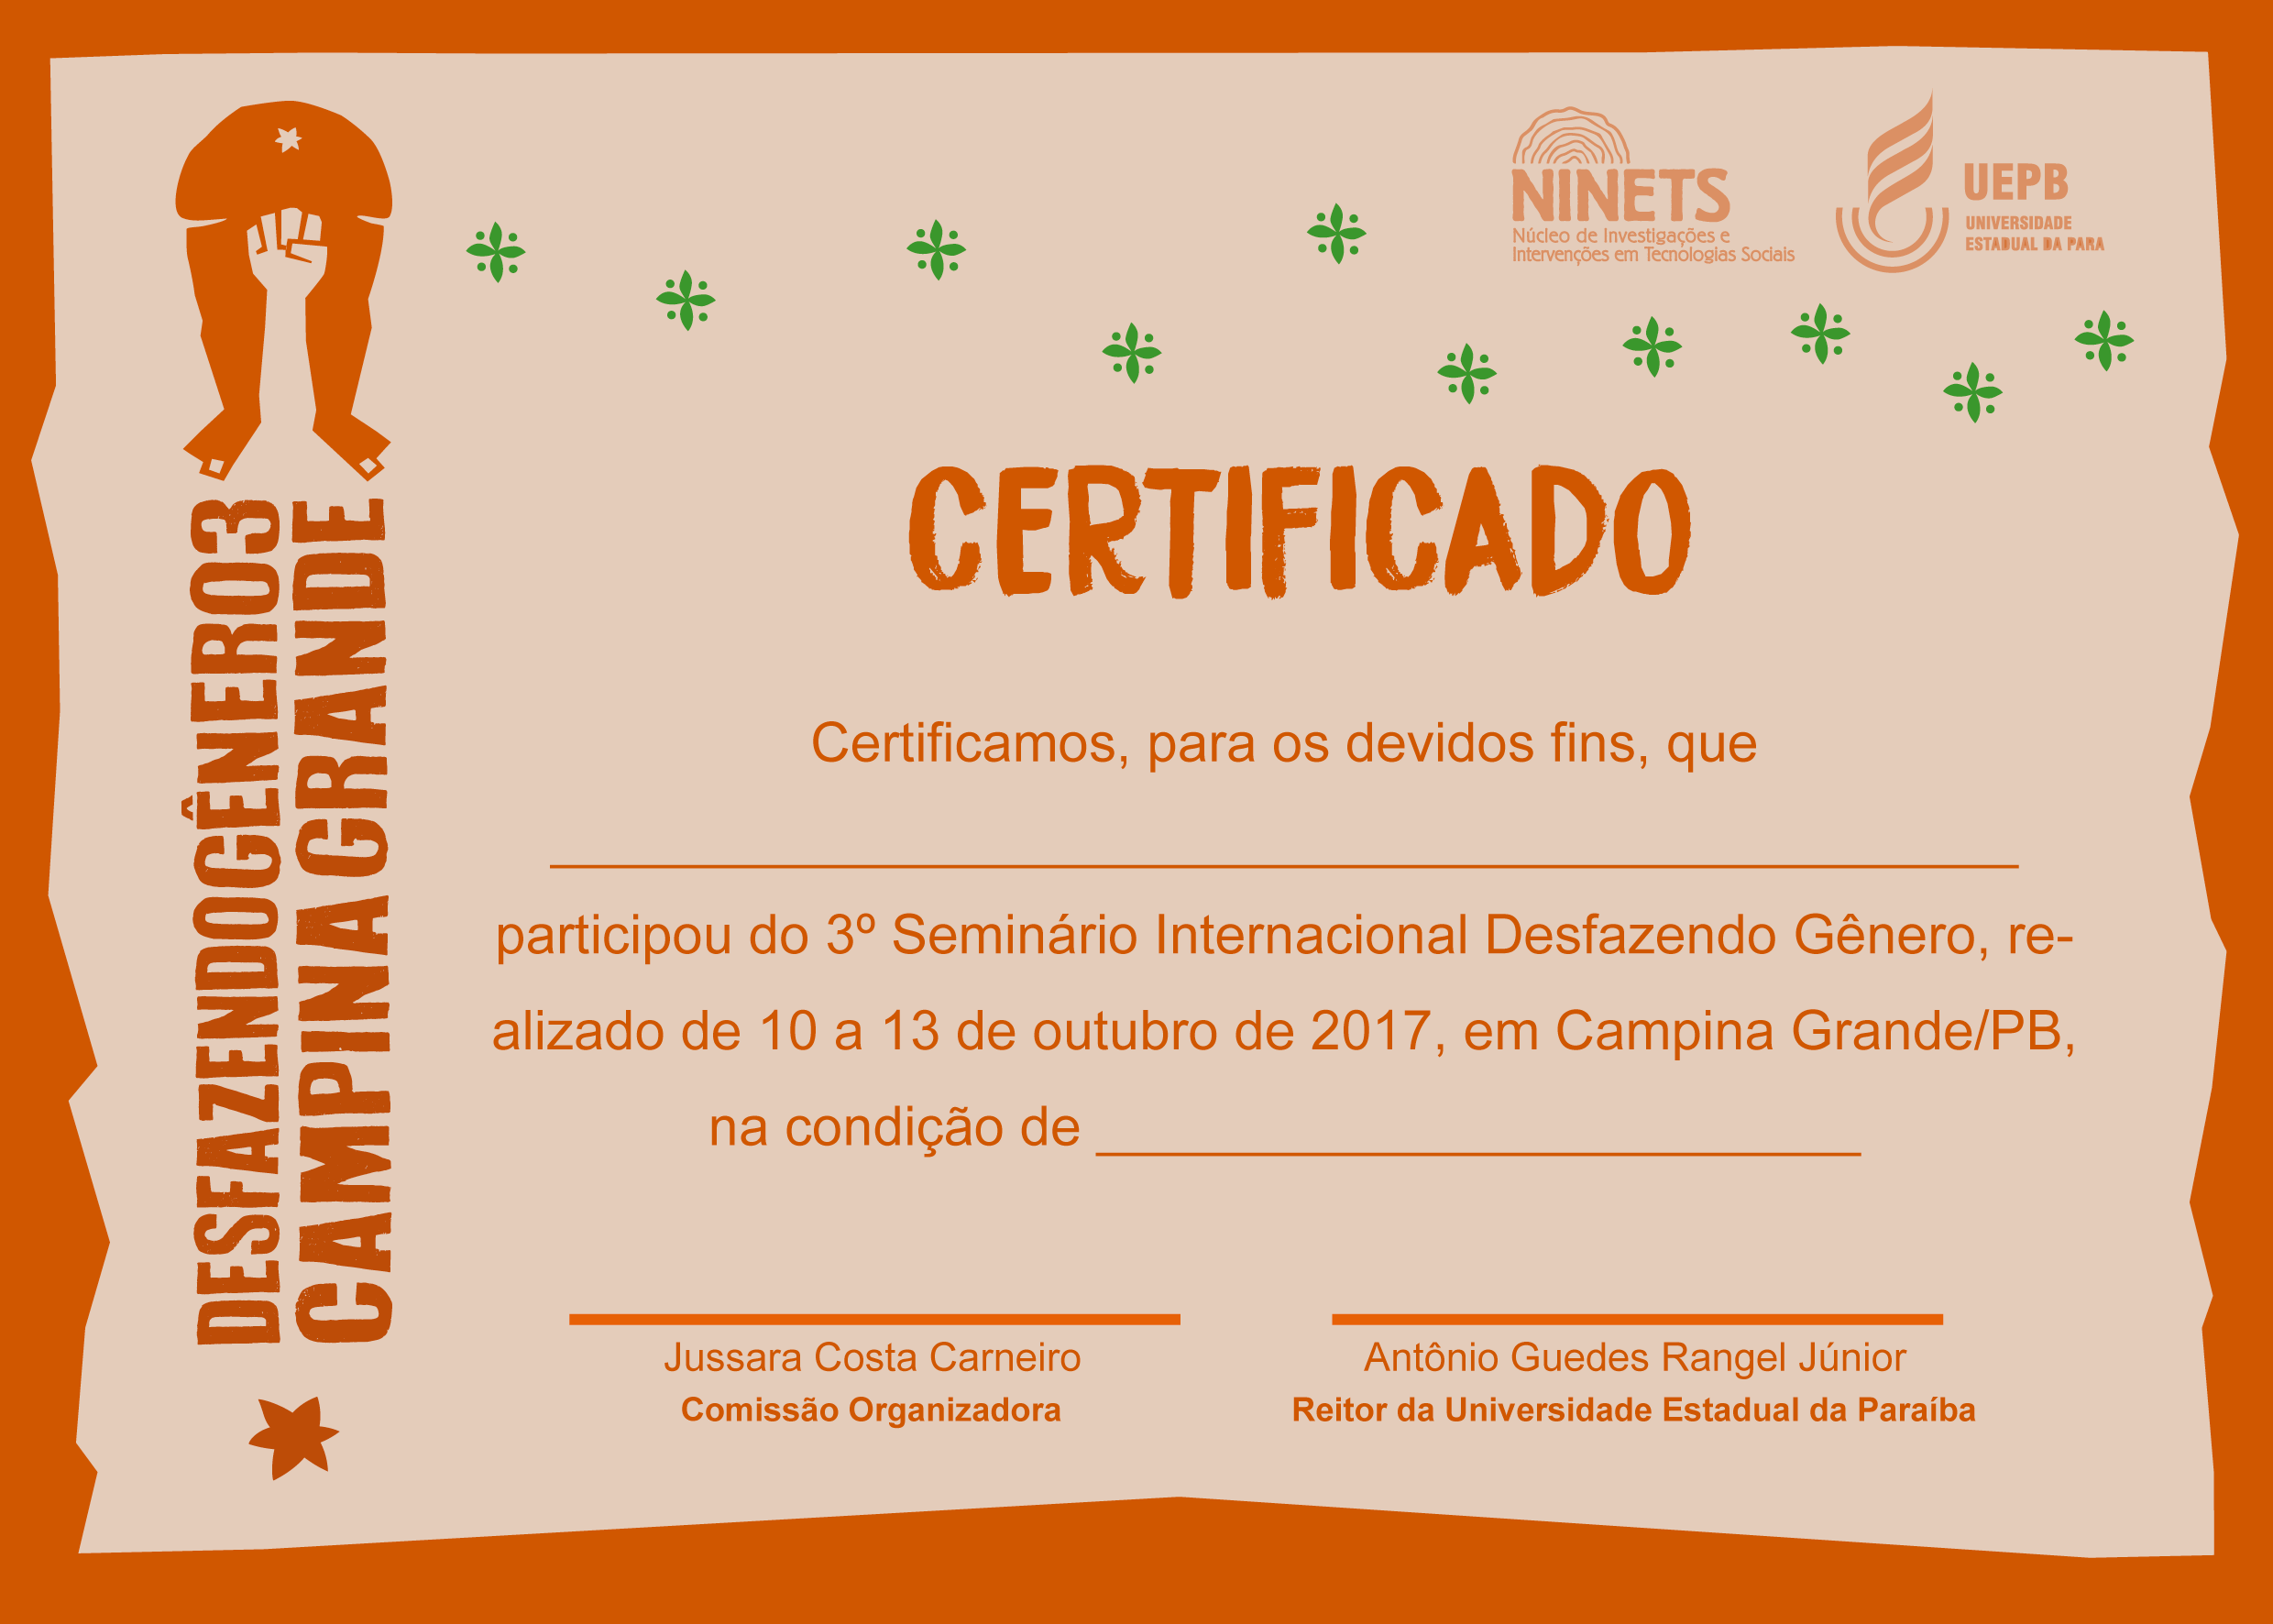 NINETS
Núcleo de Investigações e
Intervenções em Tecnologias Sociais
UEPB
UNIVERSIDADE
ESTADUAL DA PARA
DESFAZENDOGÊNERO3
CAMPINA GRANDE
CERTIFICADO
Certificamos, para os devidos fins, que
participou do 3º Seminário Internacional Desfazendo Gênero, re-
alizado de 10 a 13 de outubro de 2017, em Campina Grande/PB,
na condição de
Jussara Costa Carneiro
Comissão Organizadora
Antônio Guedes Rangel Júnior
Reitor da Universidade Estadual da Paraíba